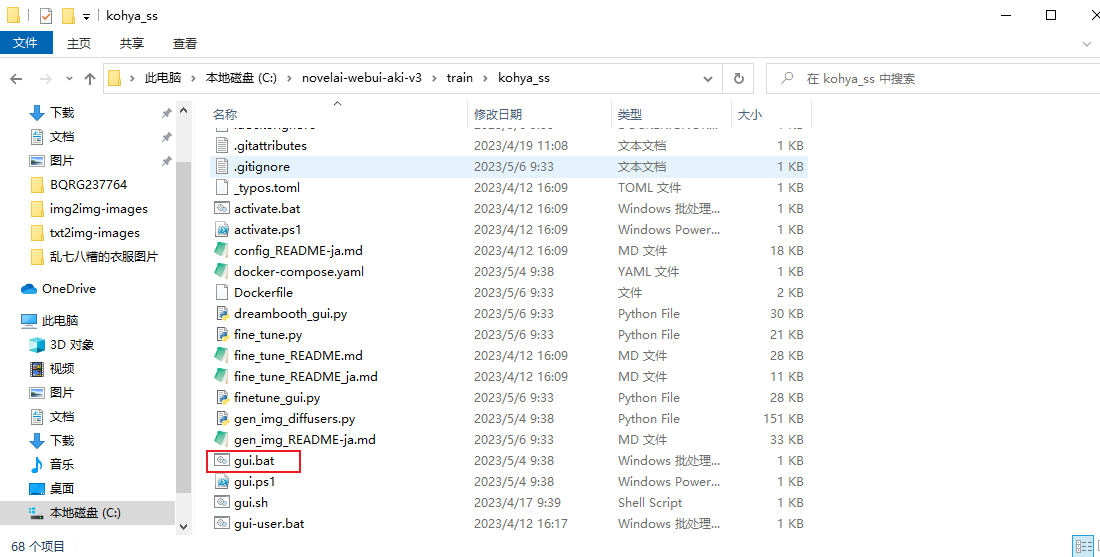 kohya_ss
文件 主页 共享 查看
此电脑 本地磁盘 (C:) novelai-webui-aki-v3 train kohya_ss
在 kohya_ss 中搜索
下载
文档
图片
BQRG237764
img2img-images
txt2img-images
乱七八糟的衣服图片
OneDrive
此电脑
3D 对象
视频
图片
文档
下载
音乐
桌面
本地磁盘 (C:)
名称 修改日期 类型 大小
.gitattributes 2023/4/19 11:08 文本文档 1 KB
.gitignore 2023/5/6 9:33 文本文档 1 KB
_typos.toml 2023/4/12 16:09 TOML 文件 1 KB
activate.bat 2023/4/12 16:09 Windows 批处理... 1 KB
activate.ps1 2023/4/12 16:09 Windows Power... 1 KB
config_README-ja.md 2023/4/12 16:09 MD 文件 18 KB
docker-compose.yaml 2023/5/4 9:38 YAML 文件 1 KB
Dockerfile 2023/5/6 9:33 文件 2 KB
dreambooth_gui.py 2023/5/6 9:33 Python File 30 KB
fine_tune.py 2023/5/6 9:33 Python File 21 KB
fine_tune_README.md 2023/4/12 16:09 MD 文件 28 KB
fine_tune_README_ja.md 2023/4/12 16:09 MD 文件 11 KB
finetune_gui.py 2023/5/6 9:33 Python File 28 KB
gen_img_diffusers.py 2023/5/4 9:38 Python File 151 KB
gen_img_README-ja.md 2023/5/6 9:33 MD 文件 33 KB
gui.bat 2023/5/4 9:38 Windows 批处理... 1 KB
gui.ps1 2023/5/4 9:38 Windows Power... 1 KB
gui.sh 2023/4/17 9:39 Shell Script 1 KB
gui-user.bat 2023/4/12 16:17 Windows 批处理... 1 KB
68 个项目